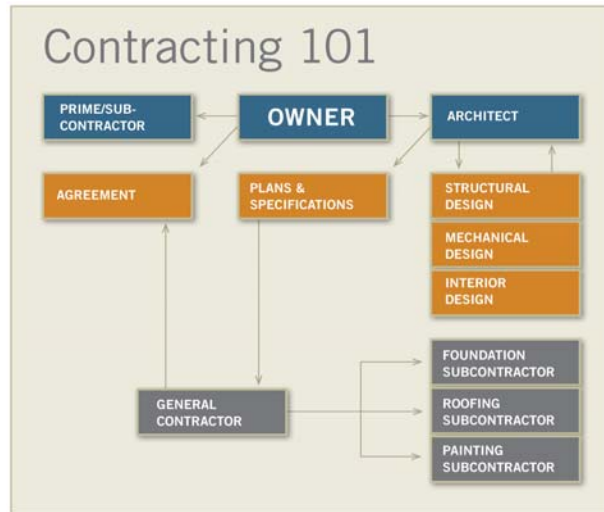 Contracting 101
PRIME/SUB-
CONTRACTOR
OWNER
ARCHITECT
AGREEMENT
PLANS &
SPECIFICATIONS
STRUCTURAL
DESIGN
MECHANICAL
DESIGN
INTERIOR
DESIGN
GENERAL
CONTRACTOR
FOUNDATION
SUBCONTRACTOR
ROOFING
SUBCONTRACTOR
PAINTING
SUBCONTRACTOR